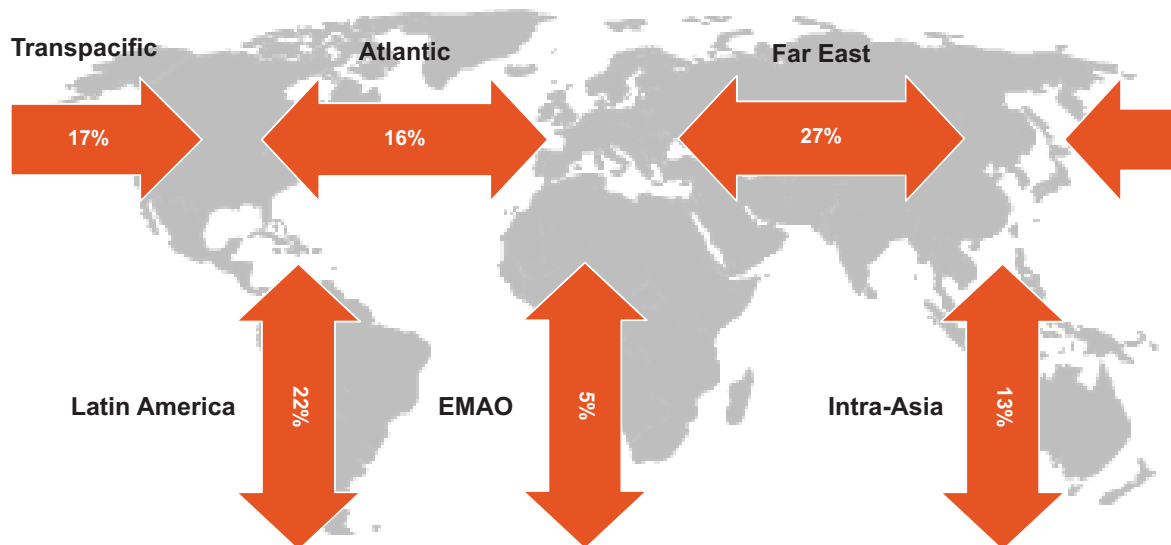 Transpacific
Atlantic
Far East
17%
16%
27%
Latin America
22%
EMAO
5%
Intra-Asia
13%